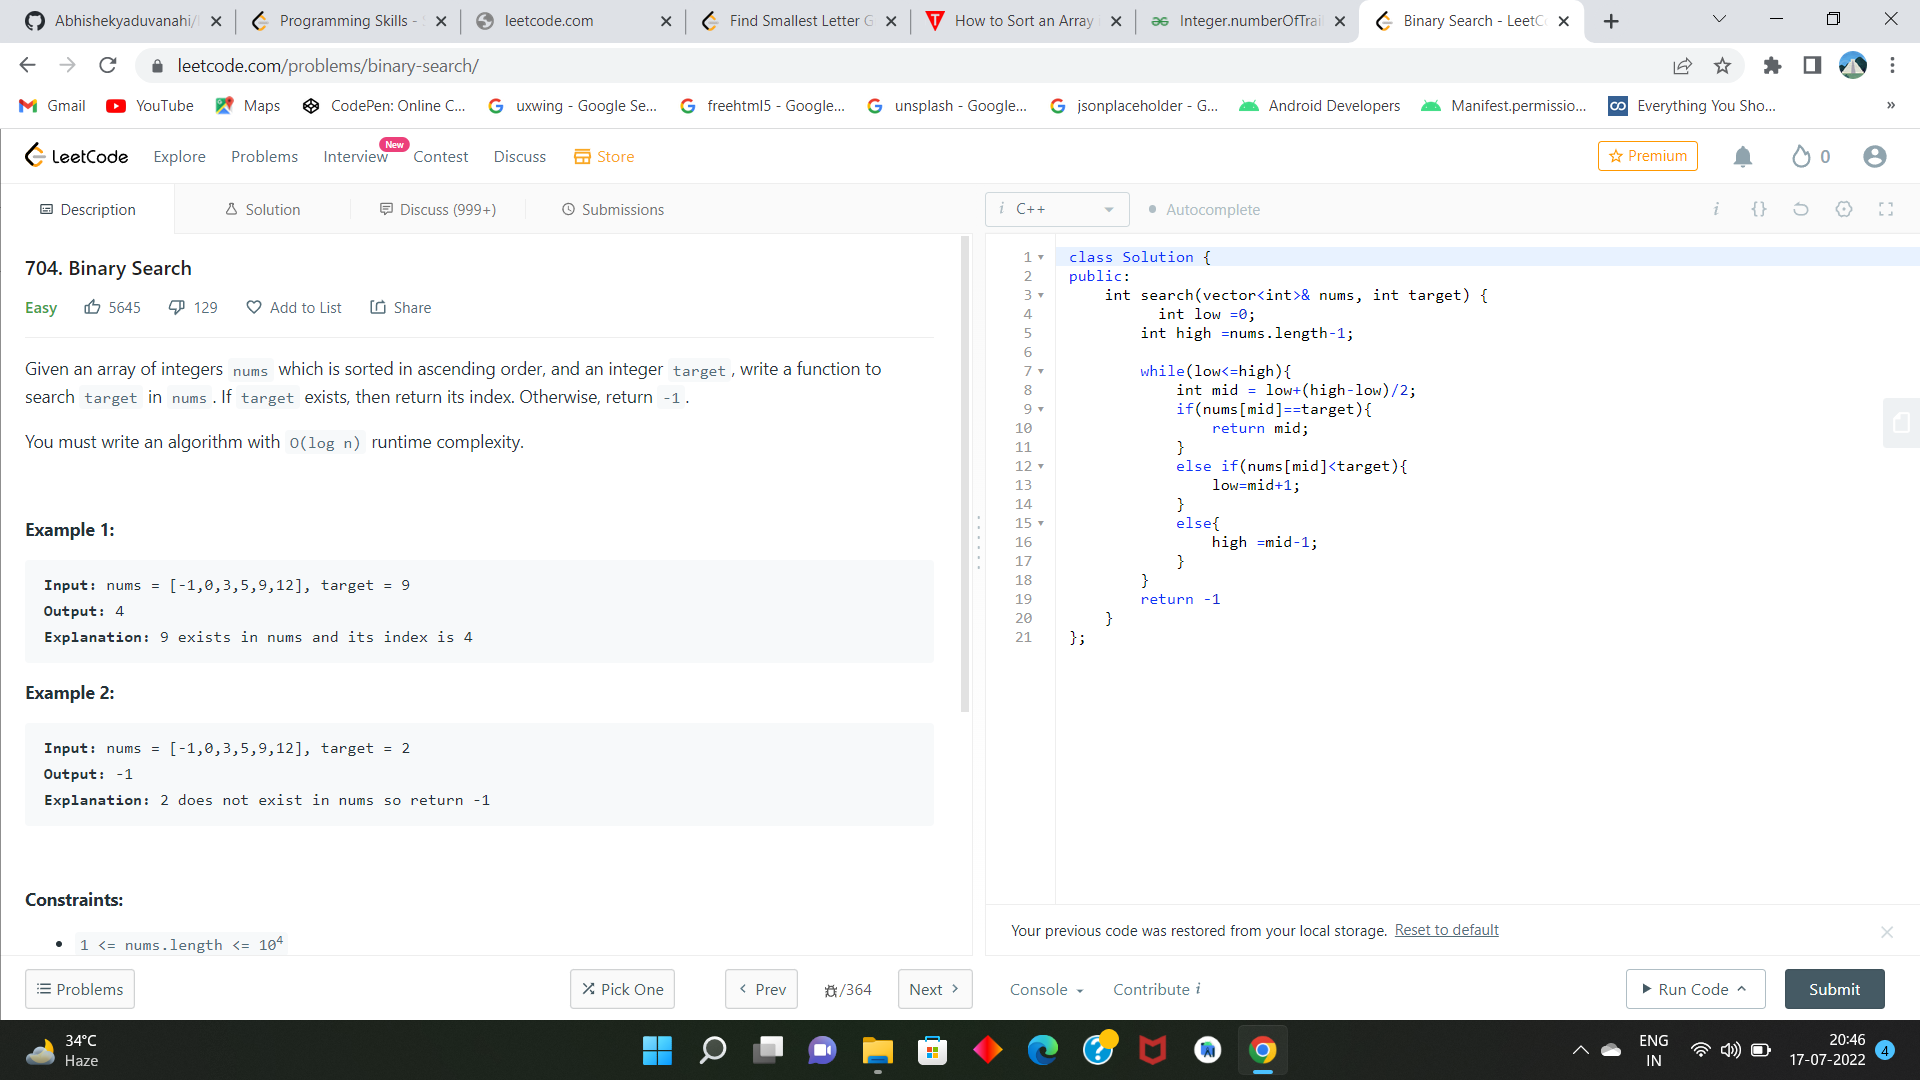 Abhishekyaduvanahi/
Programming Skills -
leetcode.com
Find Smallest Letter G
How to Sort an Array
Integer.numberOfTrai
Binary Search - LeetC
leetcode.com/problems/binary-search/
Gmail
YouTube
Maps
CodePen: Online C...
uxwing - Google Se...
freehtml5 - Google...
unsplash - Google...
jsonplaceholder - G...
Android Developers
Manifest.permissio...
Everything You Sho...
»
LeetCode
Explore
Problems
Interview
New
Contest
Discuss
Store
Premium
0
Description
Solution
Discuss (999+)
Submissions
i C++
Autocomplete
i {}
704. Binary Search
Easy 5645 129 Add to List Share
Given an array of integers nums which is sorted in ascending order, and an integer target, write a function to
search target in nums. If target exists, then return its index. Otherwise, return -1.
You must write an algorithm with O(log n) runtime complexity.
Example 1:
Input: nums = [-1,0,3,5,9,12], target = 9
Output: 4
Explanation: 9 exists in nums and its index is 4
Example 2:
Input: nums = [-1,0,3,5,9,12], target = 2
Output: -1
Explanation: 2 does not exist in nums so return -1
Constraints:
• 1 <= nums.length <= 10⁴
1 class Solution {
2 public:
3 int search(vector<int>& nums, int target) {
4 int low =0;
5 int high =nums.length-1;
6
7 while(low<=high){
8 int mid = low+(high-low)/2;
9 if(nums[mid]==target){
10 return mid;
11 }
12 else if(nums[mid]<target){
13 low=mid+1;
14 }
15 else{
16 high =mid-1;
17 }
18 }
19 return -1
20 }
21 };
Your previous code was restored from your local storage. Reset to default
Problems
Pick One
Prev
/364
Next
Console
Contribute i
Run Code
Submit
34°C
Haze
ENG
IN
20:46
17-07-2022
4